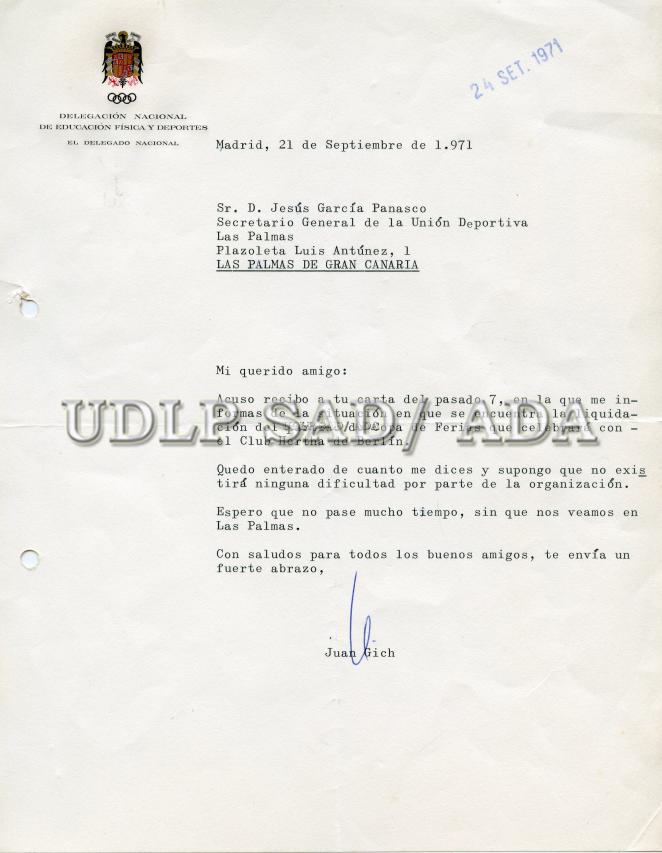 24 SET. 1971
DELEGACIÓN NACIONAL
DE EDUCACIÓN FÍSICA Y DEPORTES
EL DELEGADO NACIONAL
Madrid, 21 de Septiembre de 1.971
Sr. D. Jesús García Panasco
Secretario General de la Unión Deportiva
Las Palmas
Plazoleta Luis Antúnez, 1
LAS PALMAS DE GRAN CANARIA
Mi querido amigo:
Acuso recibo a tu carta del pasado 7, en la que me in-
formas de la situación en que se encuentra la liquida-
ción del de Copa de Ferias que celebrasteis con -
el Club Hertha de Berlín.
UDLP SAD/ ADA
Quedo enterado de cuanto me dices y supongo que no exis
tirá ninguna dificultad por parte de la organización.
Espero que no pase mucho tiempo, sin que nos veamos en
Las Palmas.
Con saludos para todos los buenos amigos, te envía un
fuerte abrazo,
Juan Gich